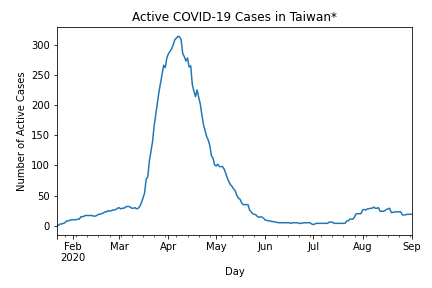 Active COVID-19 Cases in Taiwan*
Number of Active Cases
300
250
200
150
100
50
0
Feb Mar Apr May Jun Jul Aug Sep
2020
Day